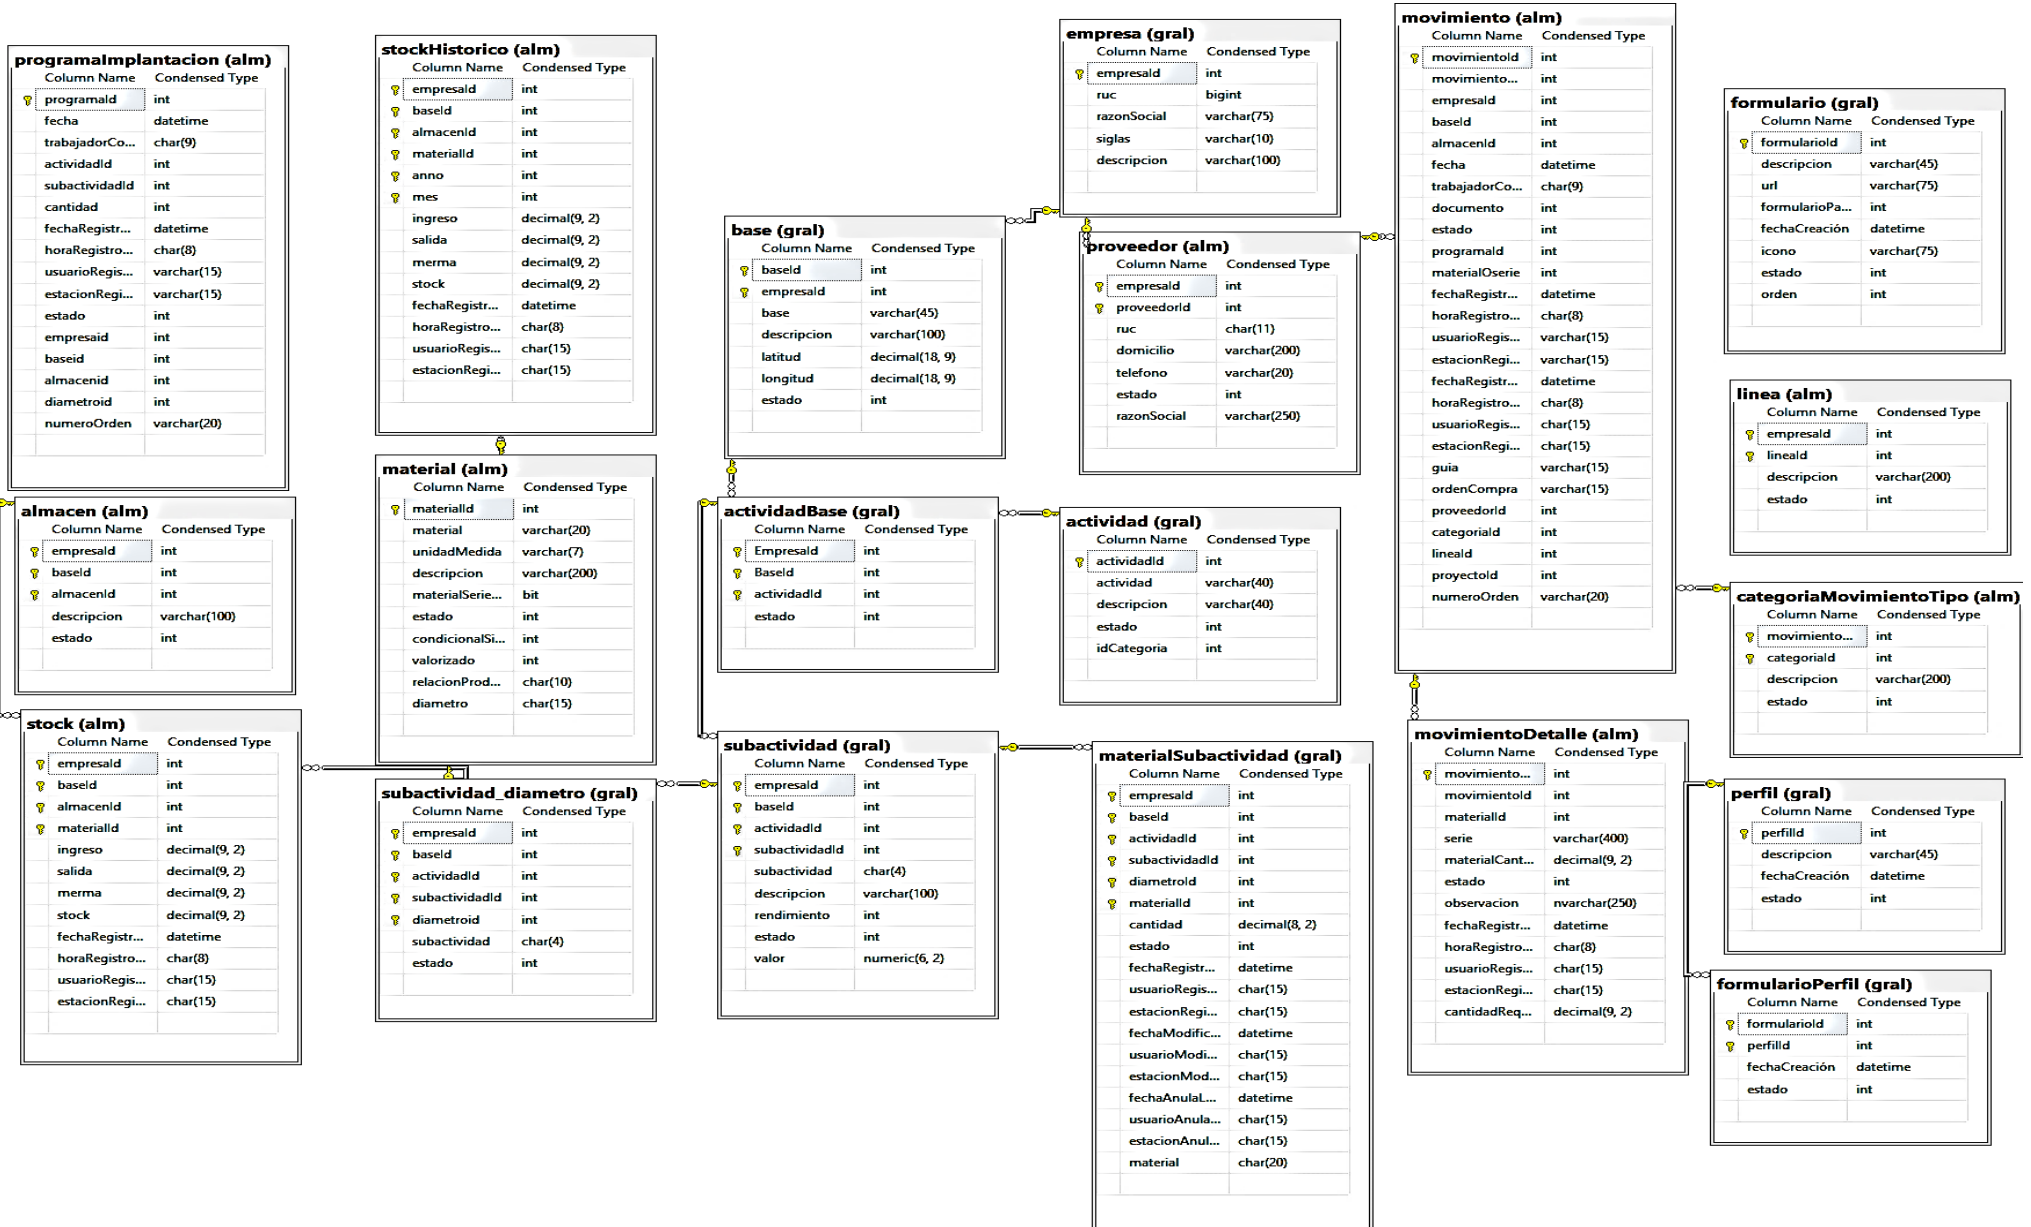 programaImplantacion (alm)
Column Name Condensed Type
programaId int
fecha datetime
trabajadorCo... char(9)
actividadId int
subactividadId int
cantidad int
fechaRegistr... datetime
horaRegistro... char(8)
usuarioRegis... varchar(15)
estacionRegi... varchar(15)
estado int
empresaid int
baseid int
almacenid int
diametroid int
numeroOrden varchar(20)
almacen (alm)
Column Name Condensed Type
empresaId int
baseId int
almacenId int
descripcion varchar(100)
estado int
stock (alm)
Column Name Condensed Type
empresaId int
baseId int
almacenId int
materialId int
ingreso decimal(9, 2)
salida decimal(9, 2)
merma decimal(9, 2)
stock decimal(9, 2)
fechaRegistr... datetime
horaRegistro... char(8)
usuarioRegis... char(15)
estacionRegi... char(15)
stockHistorico (alm)
Column Name Condensed Type
empresaId int
baseId int
almacenId int
materialId int
anno int
mes int
ingreso decimal(9, 2)
salida decimal(9, 2)
merma decimal(9, 2)
stock decimal(9, 2)
fechaRegistr... datetime
horaRegistro... char(8)
usuarioRegis... char(15)
estacionRegi... char(15)
material (alm)
Column Name Condensed Type
materialId int
material varchar(20)
unidadMedida varchar(7)
descripcion varchar(200)
materialSerie... bit
estado int
condicionalSi... int
valorizado int
relacionProd... char(10)
diametro char(15)
subactividad_diametro (gral)
Column Name Condensed Type
empresaId int
baseId int
actividadId int
subactividadId int
diametroid int
subactividad char(4)
estado int
base (gral)
Column Name Condensed Type
baseId int
empresaId int
base varchar(45)
descripcion varchar(100)
latitud decimal(18, 9)
longitud decimal(18, 9)
estado int
actividadBase (gral)
Column Name Condensed Type
EmpresaId int
BaseId int
actividadId int
estado int
subactividad (gral)
Column Name Condensed Type
empresaId int
baseId int
actividadId int
subactividadId int
subactividad char(4)
descripcion varchar(100)
rendimiento int
estado int
valor numeric(6, 2)
empresa (gral)
Column Name Condensed Type
empresaId int
ruc bigint
razonSocial varchar(75)
siglas varchar(10)
descripcion varchar(100)
proveedor (alm)
Column Name Condensed Type
empresaId int
proveedorId int
ruc char(11)
domicilio varchar(200)
telefono varchar(20)
estado int
razonSocial varchar(250)
actividad (gral)
Column Name Condensed Type
actividadId int
actividad varchar(40)
descripcion varchar(40)
estado int
idCategoria int
materialSubactividad (gral)
Column Name Condensed Type
empresaId int
baseId int
actividadId int
subactividadId int
diametroId int
materialId int
cantidad decimal(8, 2)
estado int
fechaRegistr... datetime
usuarioRegis... char(15)
estacionRegi... char(15)
fechaModific... datetime
usuarioModi... char(15)
estacionMod... char(15)
fechaAnulaL... datetime
usuarioAnula... char(15)
estacionAnul... char(15)
material char(20)
movimiento (alm)
Column Name Condensed Type
movimientoId int
movimiento... int
empresaId int
baseId int
almacenId int
fecha datetime
trabajadorCo... char(9)
documento int
estado int
programaId int
materialOserie int
fechaRegistr... datetime
horaRegistro... char(8)
usuarioRegis... varchar(15)
estacionRegi... varchar(15)
fechaRegistr... datetime
horaRegistro... char(8)
usuarioRegis... char(15)
estacionRegi... char(15)
guia varchar(15)
ordenCompra varchar(15)
proveedorId int
categoriaId int
lineaId int
proyectoId int
numeroOrden varchar(20)
movimientoDetalle (alm)
Column Name Condensed Type
movimiento... int
movimientoId int
materialId int
serie varchar(400)
materialCant... decimal(9, 2)
estado int
observacion nvarchar(250)
fechaRegistr... datetime
horaRegistro... char(8)
usuarioRegis... char(15)
estacionRegi... char(15)
cantidadReq... decimal(9, 2)
formulario (gral)
Column Name Condensed Type
formularioId int
descripcion varchar(45)
url varchar(75)
formularioPa... int
fechaCreación datetime
icono varchar(75)
estado int
orden int
linea (alm)
Column Name Condensed Type
empresaId int
lineaId int
descripcion varchar(200)
estado int
categoriaMovimientoTipo (alm)
Column Name Condensed Type
movimiento... int
categoriaId int
descripcion varchar(200)
estado int
perfil (gral)
Column Name Condensed Type
perfilId int
descripcion varchar(45)
fechaCreación datetime
estado int
formularioPerfil (gral)
Column Name Condensed Type
formularioId int
perfilId int
fechaCreación datetime
estado int